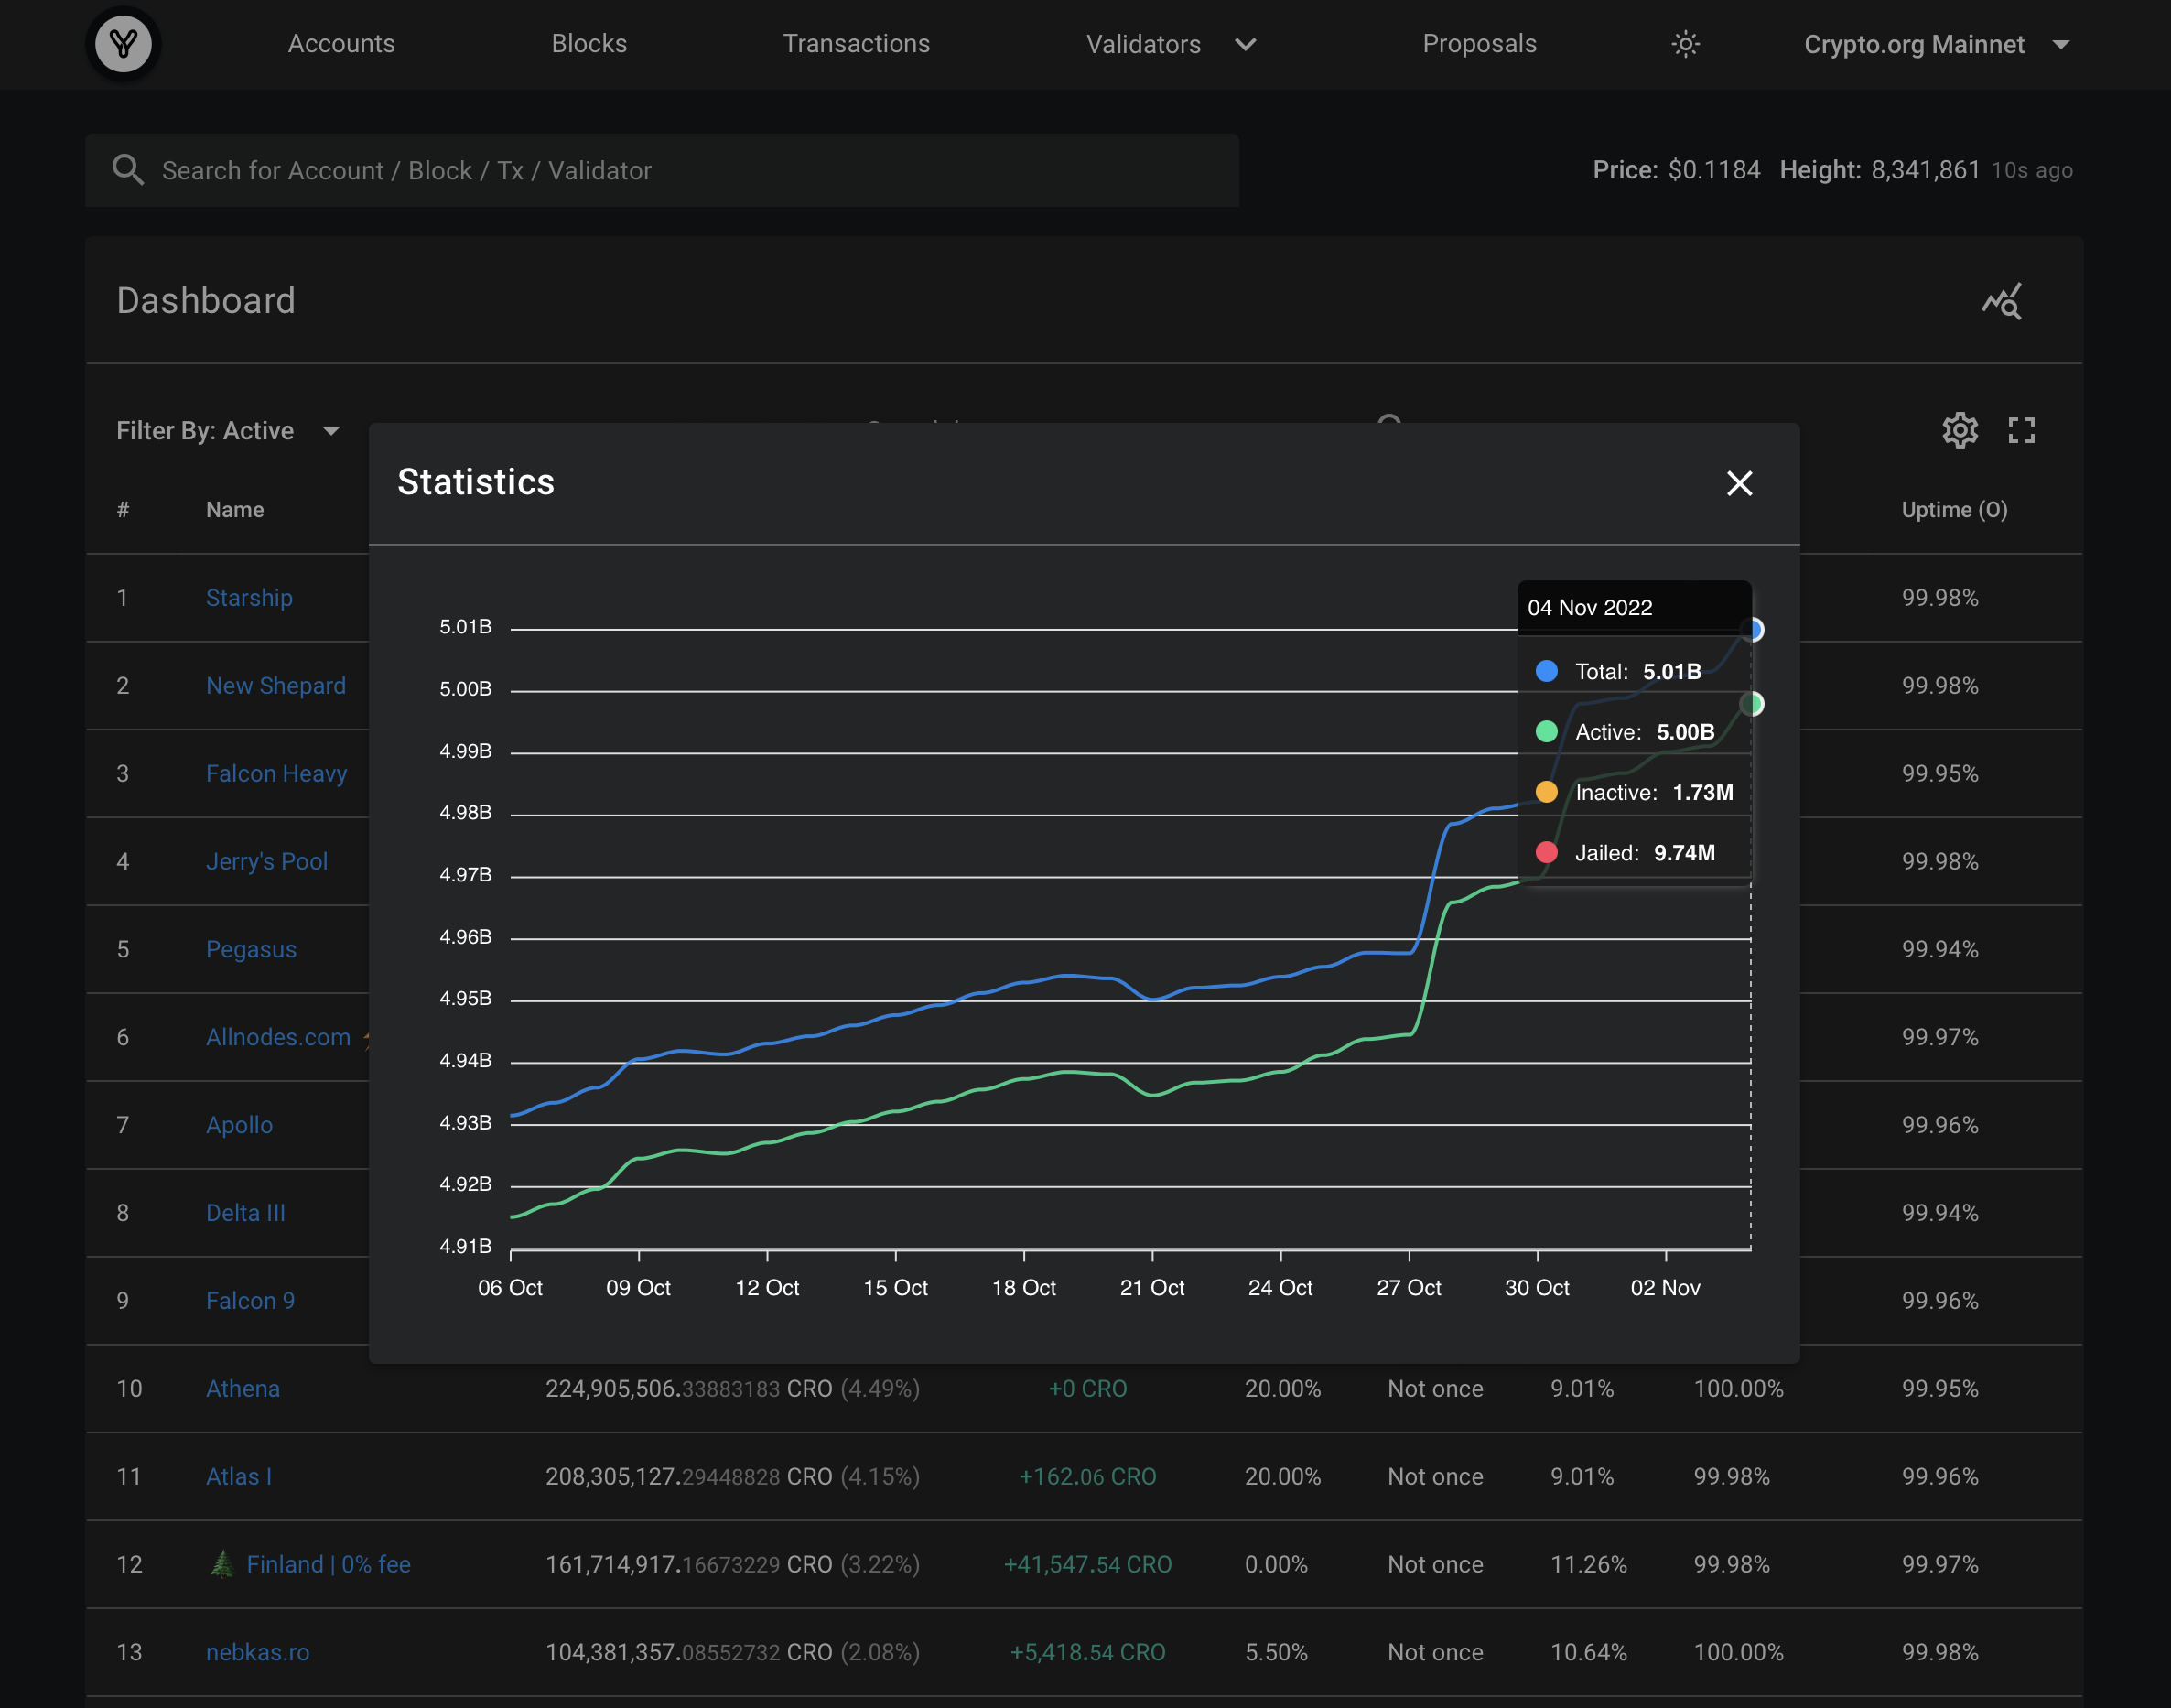 Accounts Blocks Transactions Validators Proposals Crypto.org Mainnet
Search for Account / Block / Tx / Validator
Price: $0.1184 Height: 8,341,861 10s ago
Dashboard
Filter By: Active
# Name Uptime (O)
1 Starship 99.98%
2 New Shepard 99.98%
3 Falcon Heavy 99.95%
4 Jerry's Pool 99.98%
5 Pegasus 99.94%
6 Allnodes.com 99.97%
7 Apollo 99.96%
8 Delta III 99.94%
9 Falcon 9 99.96%
Statistics
04 Nov 2022
Total: 5.01B
Active: 5.00B
Inactive: 1.73M
Jailed: 9.74M
5.01B
5.00B
4.99B
4.98B
4.97B
4.96B
4.95B
4.94B
4.93B
4.92B
4.91B
06 Oct 09 Oct 12 Oct 15 Oct 18 Oct 21 Oct 24 Oct 27 Oct 30 Oct 02 Nov
10 Athena 224,905,506.33883183 CRO (4.49%) +0 CRO 20.00% Not once 9.01% 100.00% 99.95%
11 Atlas I 208,305,127.29448828 CRO (4.15%) +162.06 CRO 20.00% Not once 9.01% 99.98% 99.96%
12 🌲 Finland | 0% fee 161,714,917.16673229 CRO (3.22%) +41,547.54 CRO 0.00% Not once 11.26% 99.98% 99.97%
13 nebkas.ro 104,381,357.08552732 CRO (2.08%) +5,418.54 CRO 5.50% Not once 10.64% 100.00% 99.98%